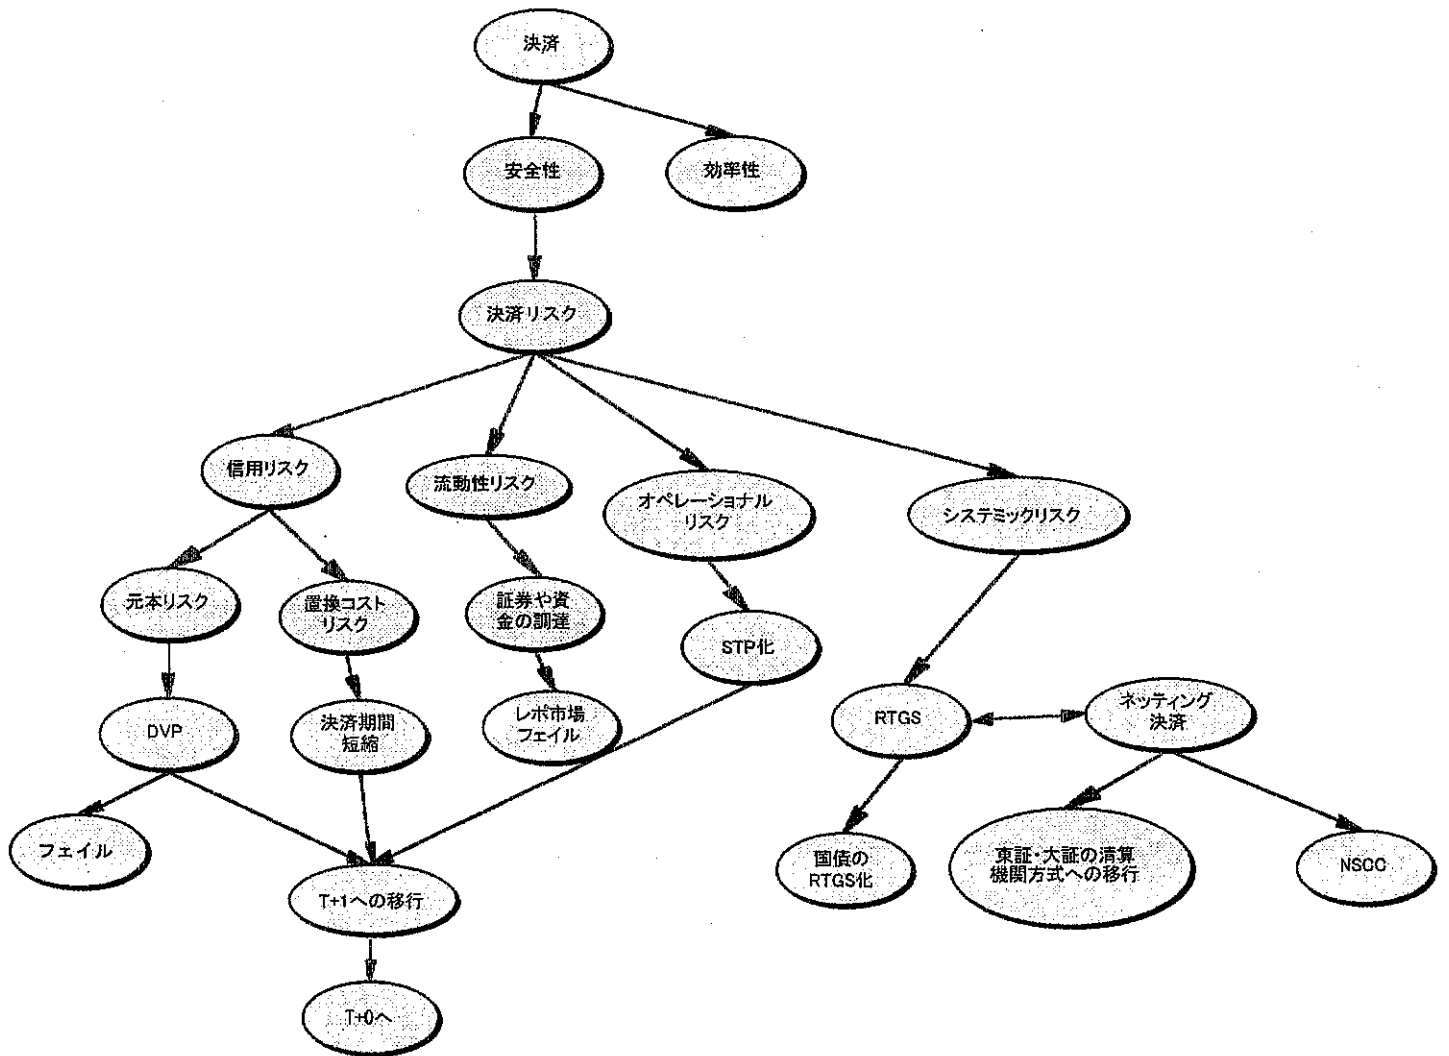 決済
安全性
効率性
決済リスク
信用リスク
流動性リスク
オペレーショナル
リスク
システミックリスク
元本リスク
置換コスト
リスク
証券や資
金の調達
STP化
DVP
決済期間
短縮
レポ市場
フェイル
RTGS
ネッティング
決済
フェイル
T+1への移行
国債の
RTGS化
東証・大証の清算
機関方式への移行
NSCC
T+0へ